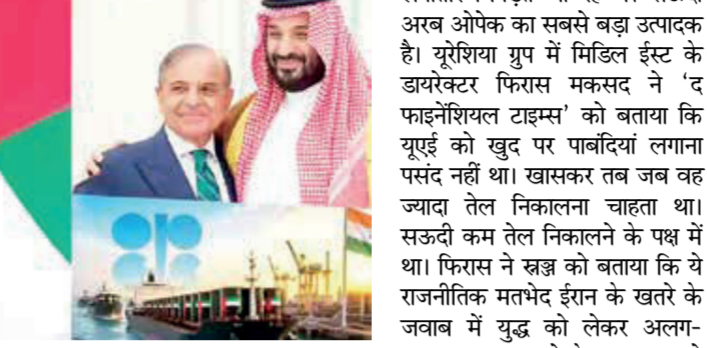 अरब ओपेक का सबसे बड़ा उत्पादक
है। यूरेशिया ग्रुप में मिडिल ईस्ट के
डायरेक्टर फिरास मकसद ने ‘द
फाइनेंशियल टाइम्स’ को बताया कि
यूएई को खुद पर पाबंदियां लगाना
पसंद नहीं था। खासकर तब जब वह
ज्यादा तेल निकालना चाहता था।
सऊदी कम तेल निकालने के पक्ष में
था। फिरास ने स्नञ्ज को बताया कि ये
राजनीतिक मतभेद ईरान के खतरे के
जवाब में युद्ध को लेकर अलग-